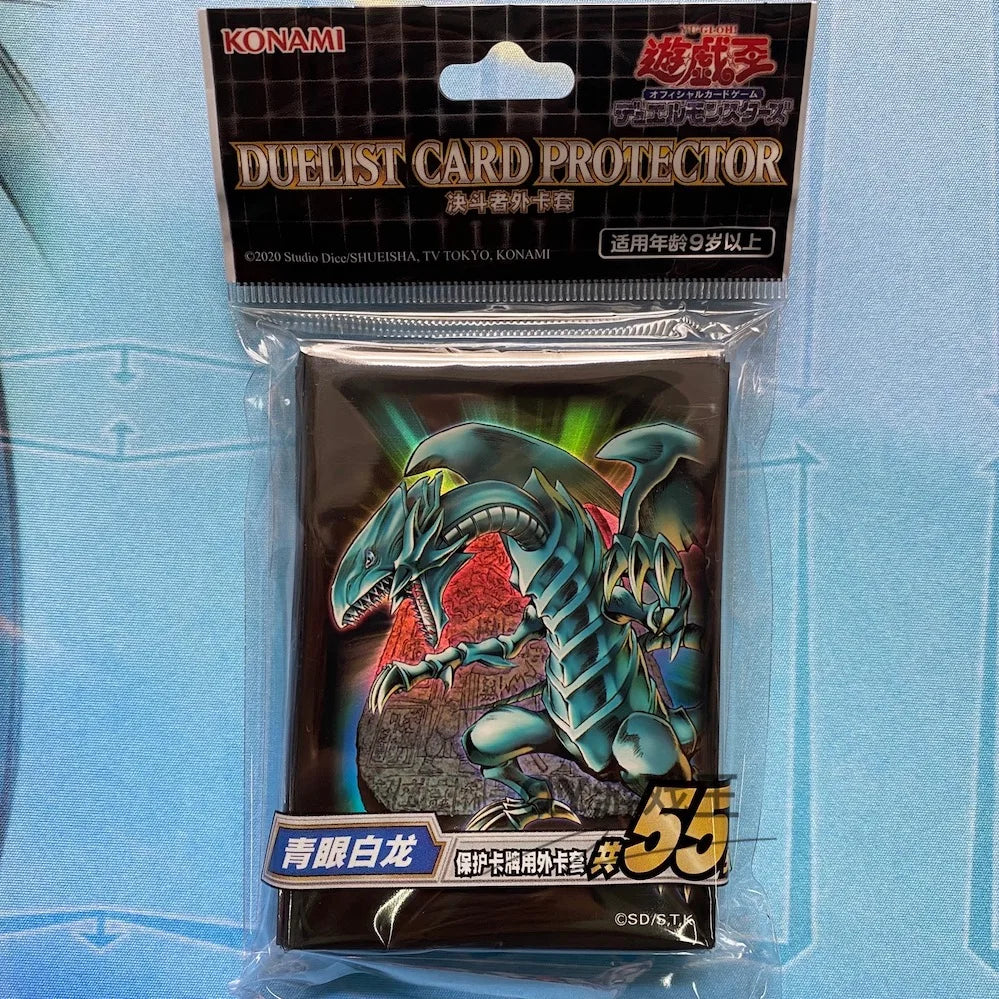 KONAMI
YU-GI-OH!
遊戯王
オフィシャルカードゲーム
デュエルモンスターズ
DUELIST CARD PROTECTOR
决斗者外卡套
适用年龄9岁以上
©2020 Studio Dice/SHUEISHA, TV TOKYO, KONAMI
青眼白龙
保护卡牌用外卡套
共55
©SD/S,T,K